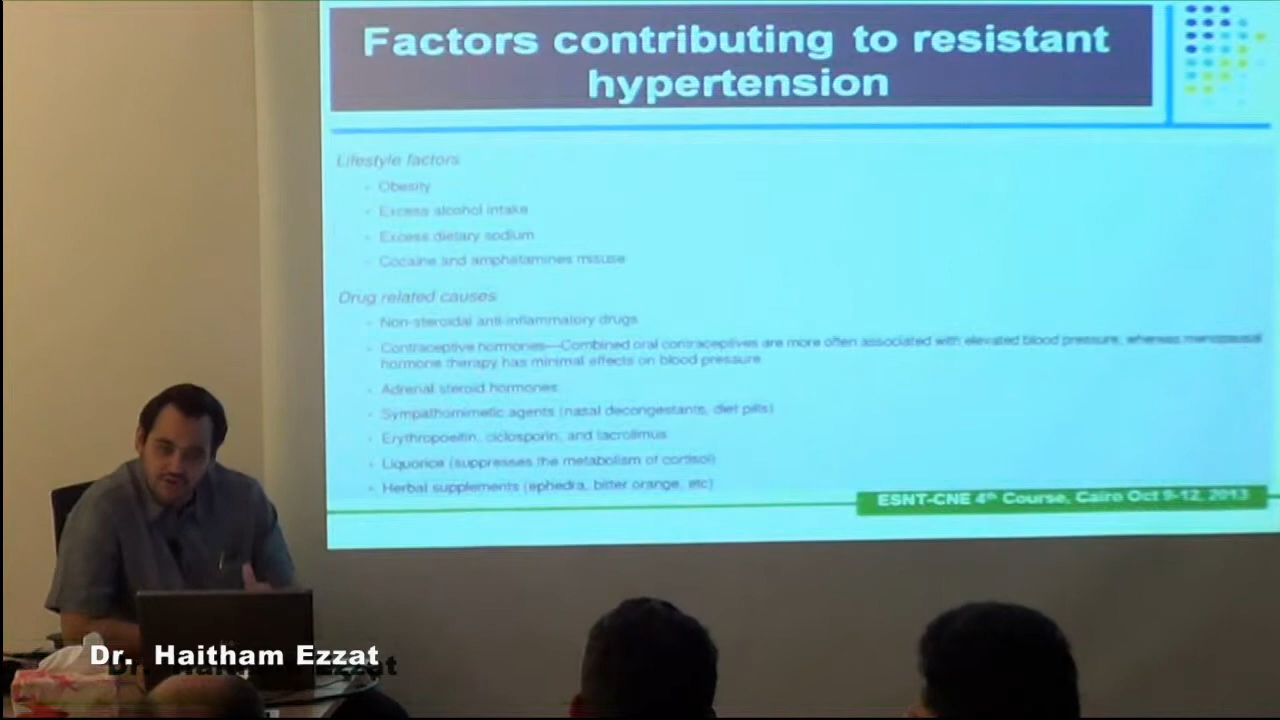 Factors contributing to resistant
hypertension
Lifestyle factors
- Obesity
- Excess alcohol intake
- Excess dietary sodium
- Cocaine and amphatamines misuse
Drug related causes
- Non-steroidal anti-inflammatory drugs
- Contraceptive hormones—Combined oral contraceptives are more often associated with elevated blood pressure, whereas menopausal
hormone therapy has minimal effects on blood pressure
- Adrenal steroid hormones
- Sympathomimetic agents (nasal decongestants, diet pills)
- Erythropoeitin, ciclosporin, and tacrolimus
- Liquorice (suppresses the metabolism of cortisol)
- Herbal supplements (ephedra, bitter orange, etc)
ESNT-CNE 4th Course, Cairo Oct 9-12, 2013
Dr. Haitham Ezzat